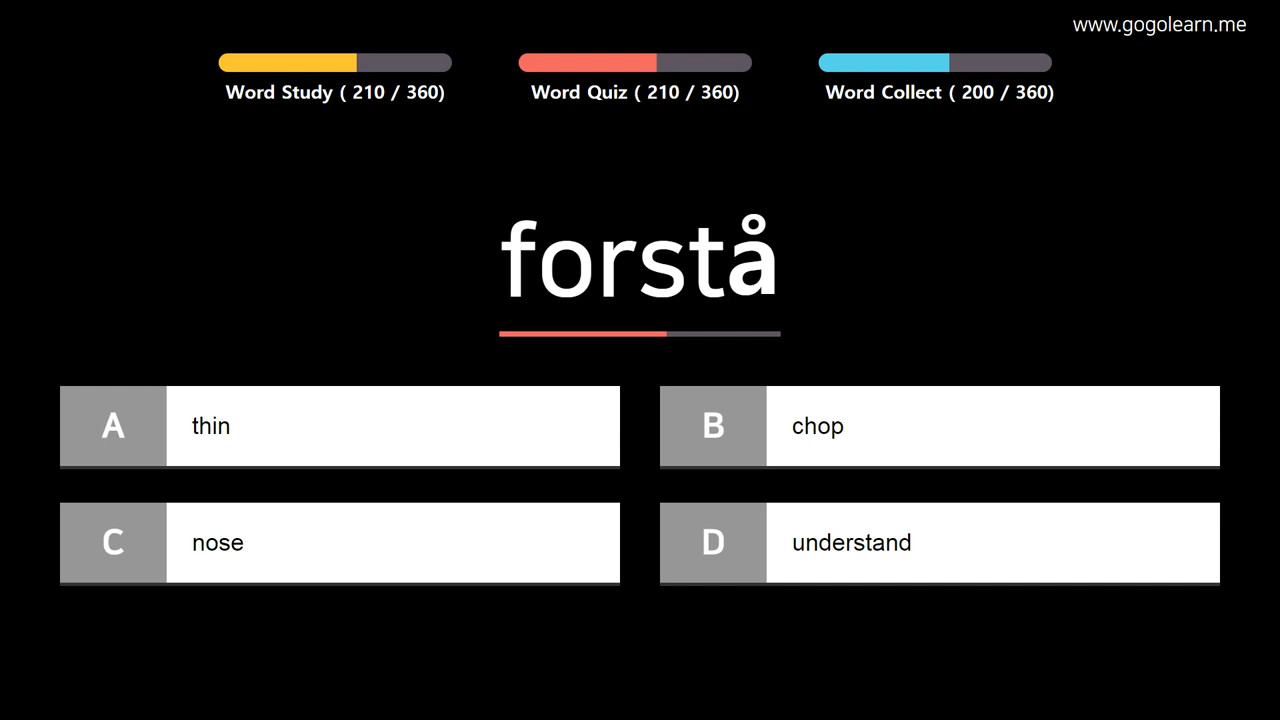 www.gogolearn.me
Word Study ( 210 / 360)
Word Quiz ( 210 / 360)
Word Collect ( 200 / 360)
forstå
A thin
B chop
C nose
D understand